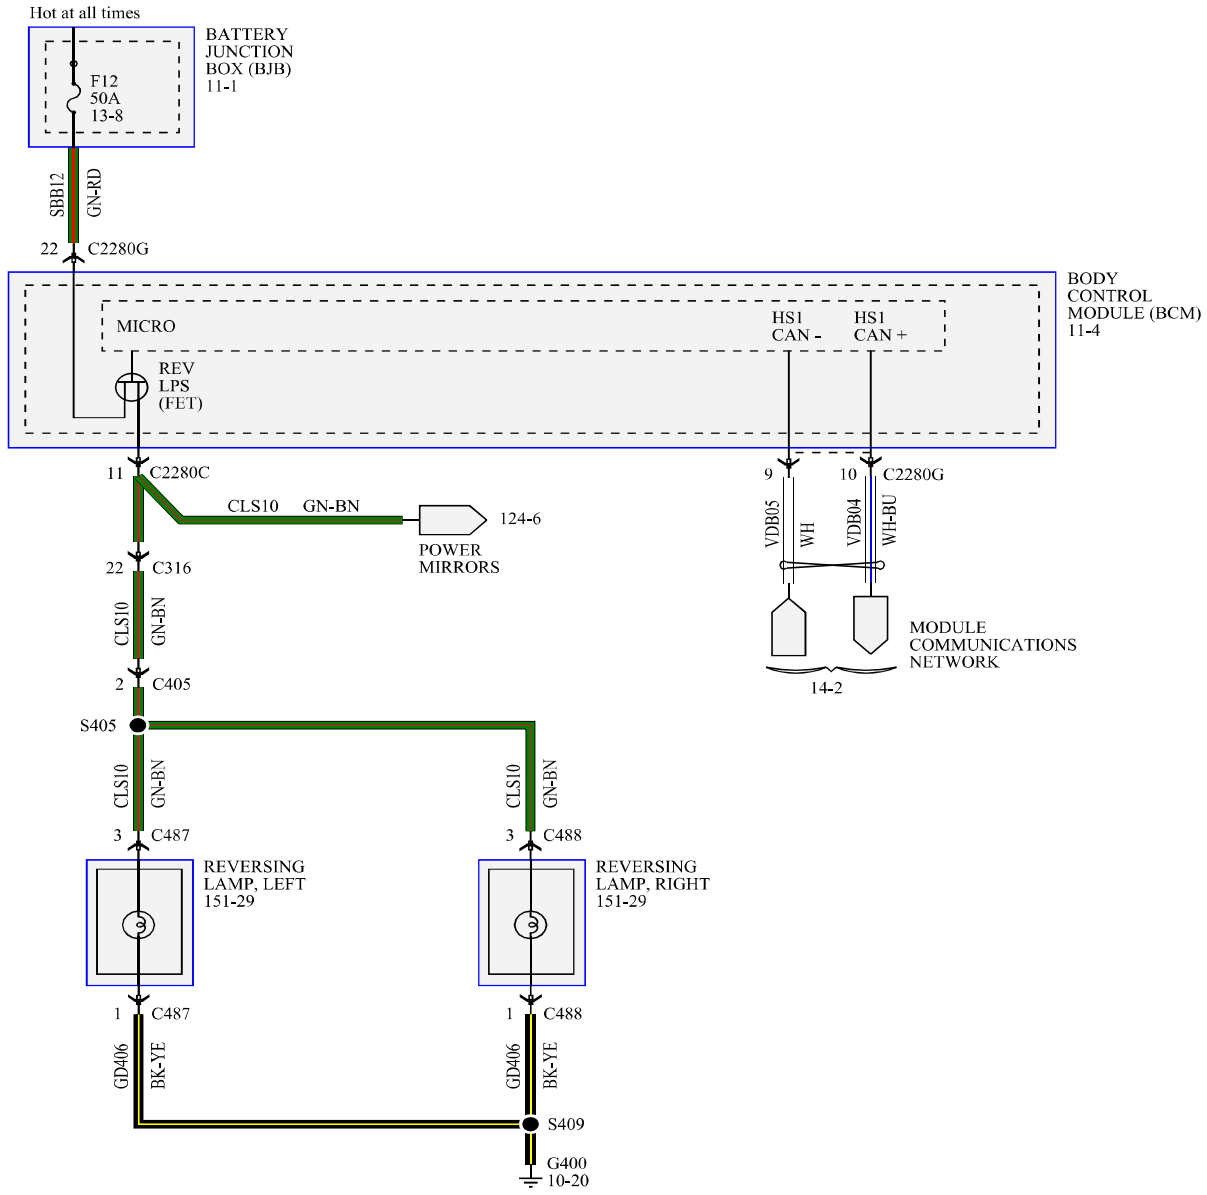 Hot at all times
BATTERY
JUNCTION
BOX (BJB)
11-1
F12
50A
13-8
SBB12
GN-RD
22
C2280G
BODY
CONTROL
MODULE (BCM)
11-4
MICRO
HS1
CAN -
HS1
CAN +
REV
LPS
(FET)
11
C2280C
9
10
C2280G
CLS10
GN-BN
124-6
POWER
MIRRORS
VDB05
WH
VDB04
WH-BU
22
C316
CLS10
GN-BN
MODULE
COMMUNICATIONS
NETWORK
14-2
2
C405
S405
CLS10
GN-BN
CLS10
GN-BN
3
C487
3
C488
REVERSING
LAMP, LEFT
151-29
REVERSING
LAMP, RIGHT
151-29
1
C487
1
C488
GD406
BK-YE
GD406
BK-YE
S409
G400
10-20